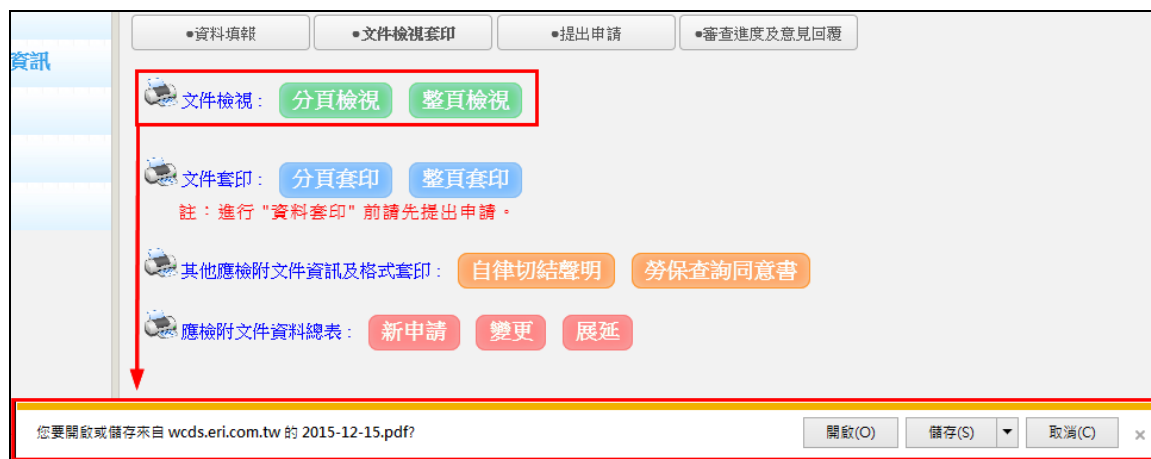 •資料填報 •文件檢視套印 •提出申請 •審查進度及意見回覆
資訊
文件檢視： 分頁檢視 整頁檢視
文件套印： 分頁套印 整頁套印
註：進行 "資料套印" 前請先提出申請。
其他應檢附文件資訊及格式套印： 自律切結聲明 勞保查詢同意書
應檢附文件資料總表： 新申請 變更 展延
您要開啟或儲存來自 wcds.eri.com.tw 的 2015-12-15.pdf? 開啟(O) 儲存(S) 取消(C) ×